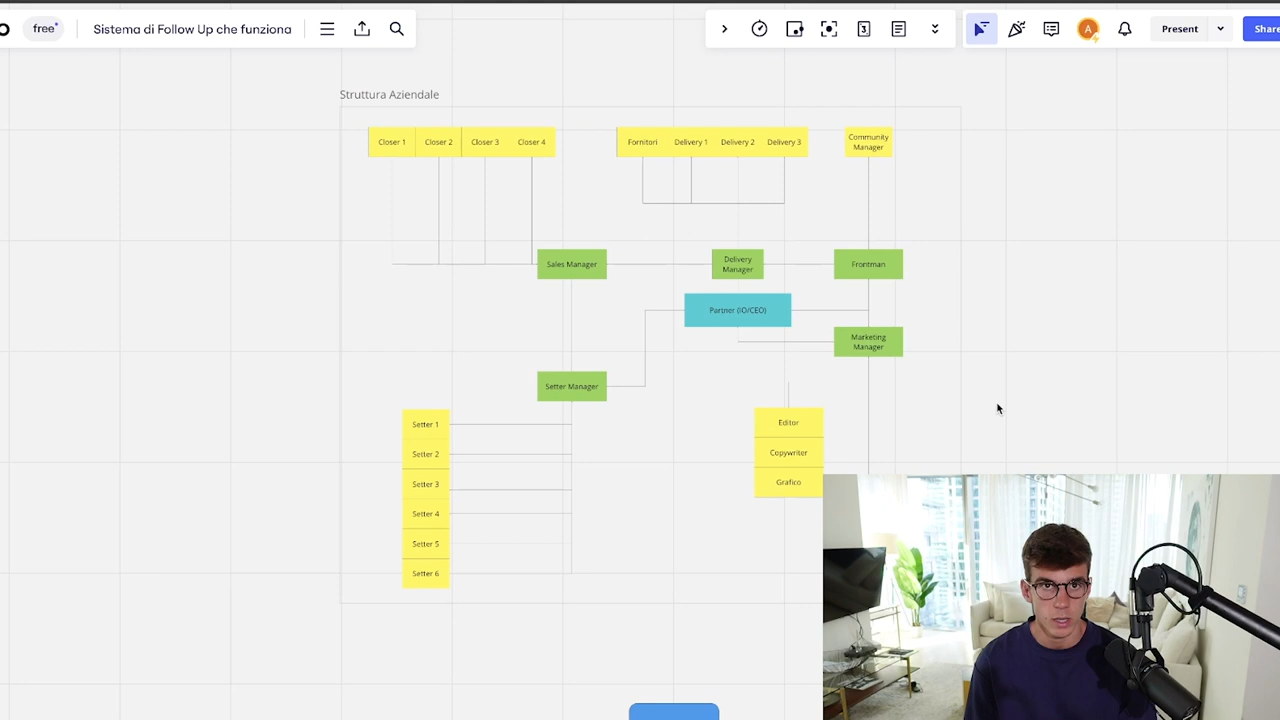 free
Sistema di Follow Up che funziona
3
A
Present
Share
Struttura Aziendale
Closer 1
Closer 2
Closer 3
Closer 4
Fornitori
Delivery 1
Delivery 2
Delivery 3
Community
Manager
Sales Manager
Delivery
Manager
Frontman
Partner (IO/CEO)
Marketing
Manager
Setter Manager
Setter 1
Setter 2
Setter 3
Setter 4
Setter 5
Setter 6
Editor
Copywriter
Grafico